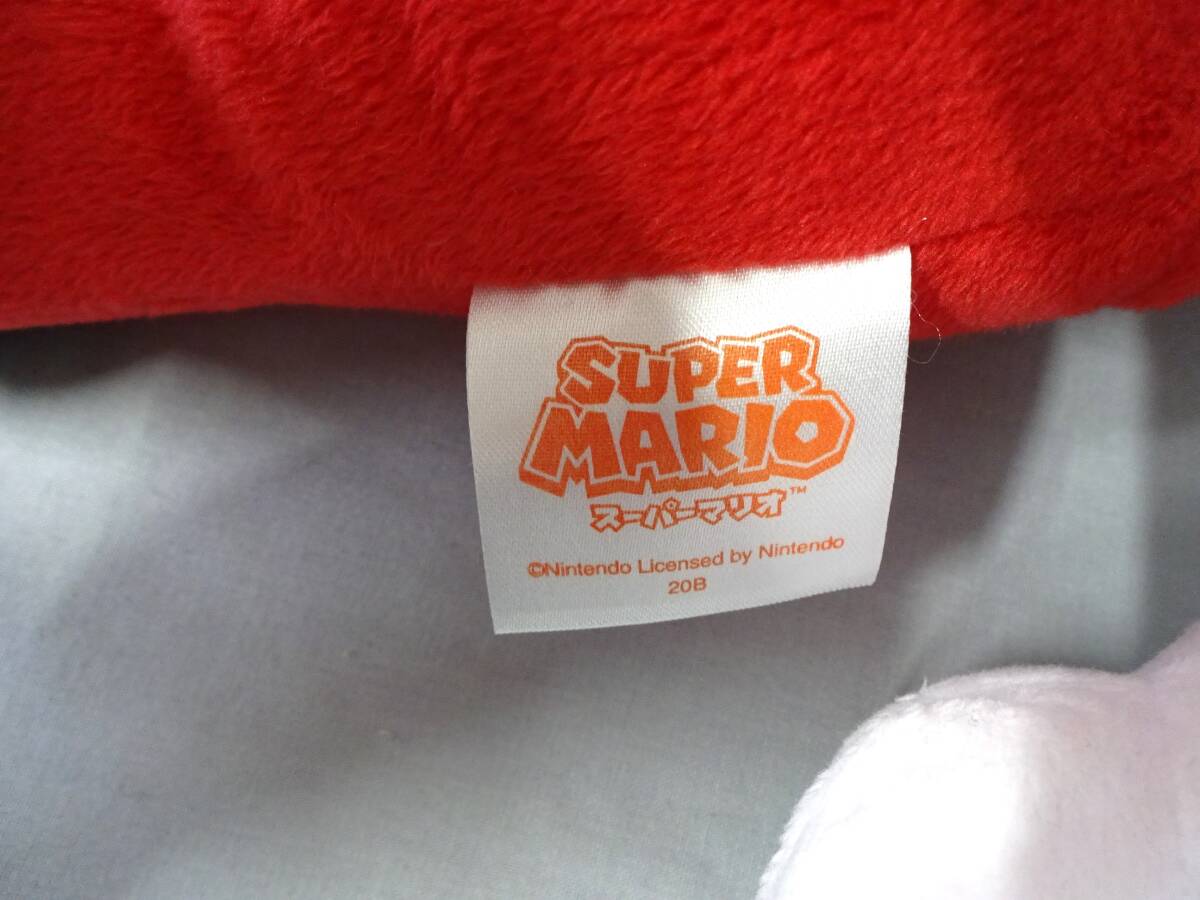 SUPER
MARIO
スーパーマリオ™
©Nintendo Licensed by Nintendo
20B